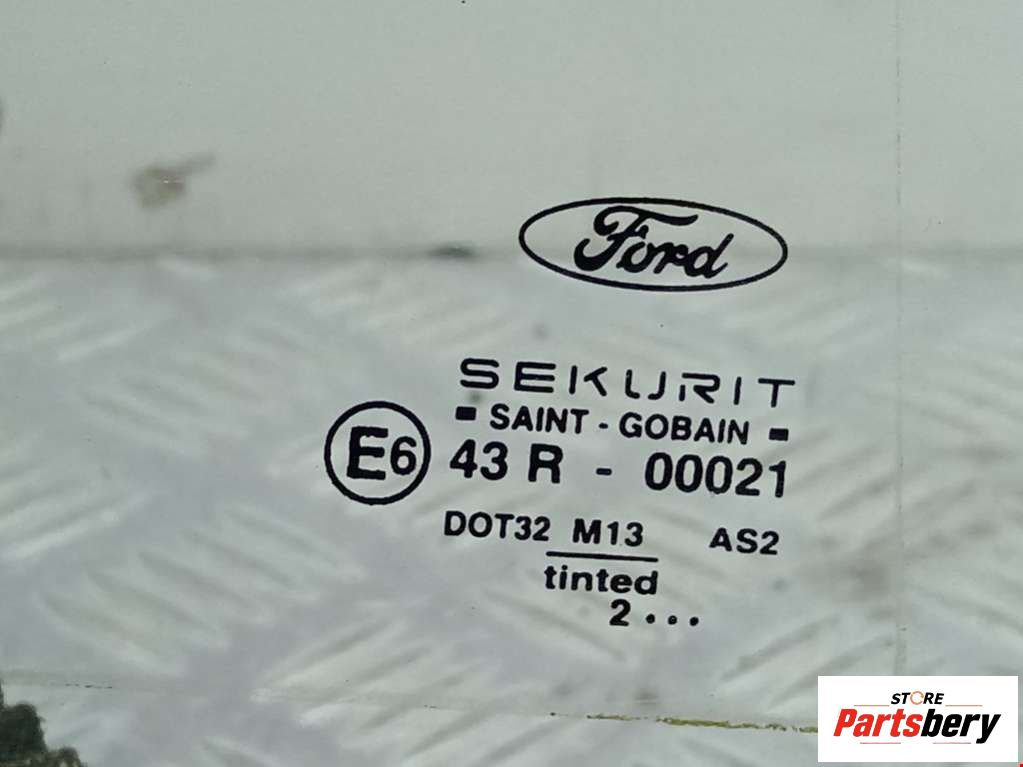 Ford
SEKURIT
- SAINT - GOBAIN -
E6 43 R - 00021
DOT32 M13 AS2
tinted
2...
STORE
Partsbery